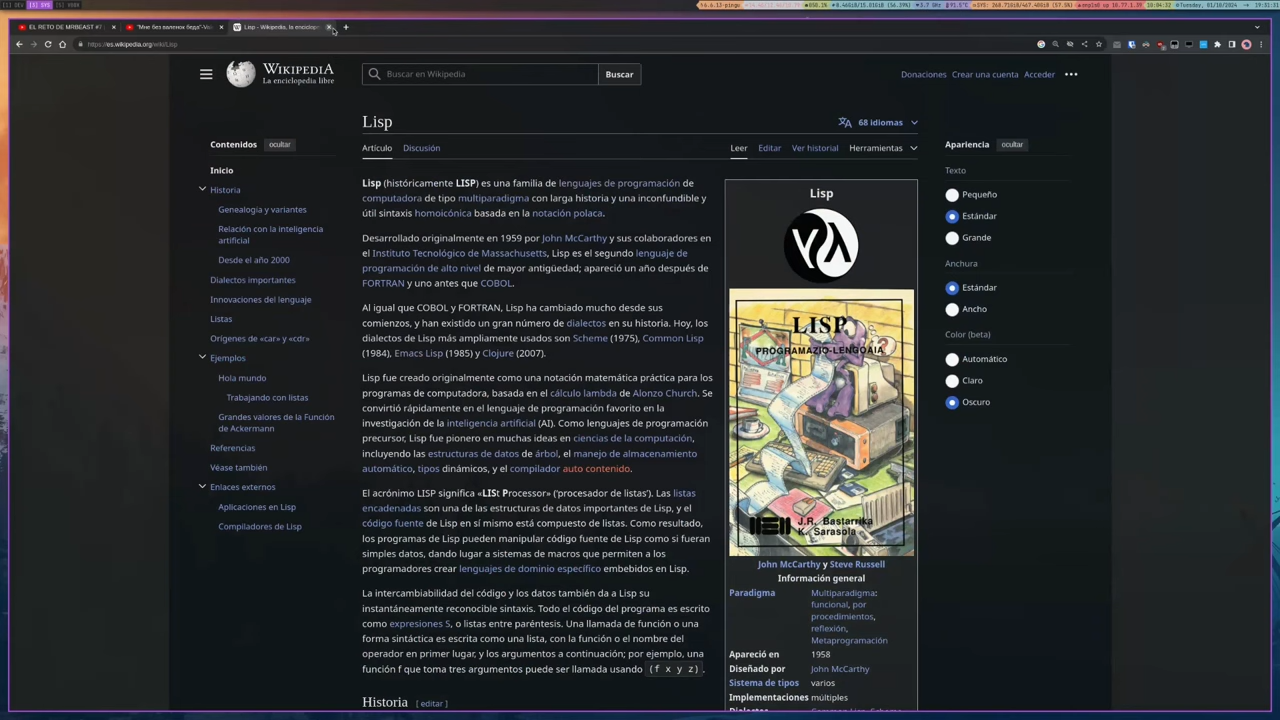 [1] DEV [3] SYS [2] VBOX
EL RETO DE MRBEAST #7
Lisp - Wikipedia, la enciclop
https://es.wikipedia.org/wiki/Lisp
WIKIPEDIA
La enciclopedia libre
Buscar en Wikipedia
Buscar
Donaciones Crear una cuenta Acceder
Lisp
68 idiomas
Artículo Discusión
Leer Editar Ver historial Herramientas
Contenidos ocultar
Inicio
Historia
Genealogía y variantes
Relación con la inteligencia
artificial
Desde el año 2000
Dialectos importantes
Innovaciones del lenguaje
Listas
Orígenes de «car» y «cdr»
Ejemplos
Hola mundo
Trabajando con listas
Grandes valores de la Función
de Ackermann
Referencias
Véase también
Enlaces externos
Aplicaciones en Lisp
Compiladores de Lisp
Lisp (históricamente LISP) es una familia de lenguajes de programación de
computadora de tipo multiparadigma con larga historia y una inconfundible y
útil sintaxis homoicónica basada en la notación polaca.
Desarrollado originalmente en 1959 por John McCarthy y sus colaboradores en
el Instituto Tecnológico de Massachusetts, Lisp es el segundo lenguaje de
programación de alto nivel de mayor antigüedad; apareció un año después de
FORTRAN y uno antes que COBOL.
Al igual que COBOL y FORTRAN, Lisp ha cambiado mucho desde sus
comienzos, y han existido un gran número de dialectos en su historia. Hoy, los
dialectos de Lisp más ampliamente usados son Scheme (1975), Common Lisp
(1984), Emacs Lisp (1985) y Clojure (2007).
Lisp fue creado originalmente como una notación matemática práctica para los
programas de computadora, basada en el cálculo lambda de Alonzo Church. Se
convirtió rápidamente en el lenguaje de programación favorito en la
investigación de la inteligencia artificial (AI). Como lenguajes de programación
precursor, Lisp fue pionero en muchas ideas en ciencias de la computación,
incluyendo las estructuras de datos de árbol, el manejo de almacenamiento
automático, tipos dinámicos, y el compilador auto contenido.
El acrónimo LISP significa «LISt Processor» ('procesador de listas'). Las listas
encadenadas son una de las estructuras de datos importantes de Lisp, y el
código fuente de Lisp en sí mismo está compuesto de listas. Como resultado,
los programas de Lisp pueden manipular código fuente de Lisp como si fueran
simples datos, dando lugar a sistemas de macros que permiten a los
programadores crear lenguajes de dominio específico embebidos en Lisp.
La intercambiabilidad del código y los datos también da a Lisp su
instantáneamente reconocible sintaxis. Todo el código del programa es escrito
como expresiones S, o listas entre paréntesis. Una llamada de función o una
forma sintáctica es escrita como una lista, con la función o el nombre del
operador en primer lugar, y los argumentos a continuación; por ejemplo, una
función f que toma tres argumentos puede ser llamada usando (f x y z).
Historia [ editar ]
Lisp
LISP
PROGRAMAZIO-LENGOAIA
J.R. Bastarrika
K. Sarasola
John McCarthy y Steve Russell
Información general
Paradigma Multiparadigma:
funcional, por
procedimientos,
reflexión,
Metaprogramación
Apareció en 1958
Diseñado por John McCarthy
Sistema de tipos varios
Implementaciones múltiples
Apariencia ocultar
Texto
Pequeño
Estándar
Grande
Anchura
Estándar
Ancho
Color (beta)
Automático
Claro
Oscuro